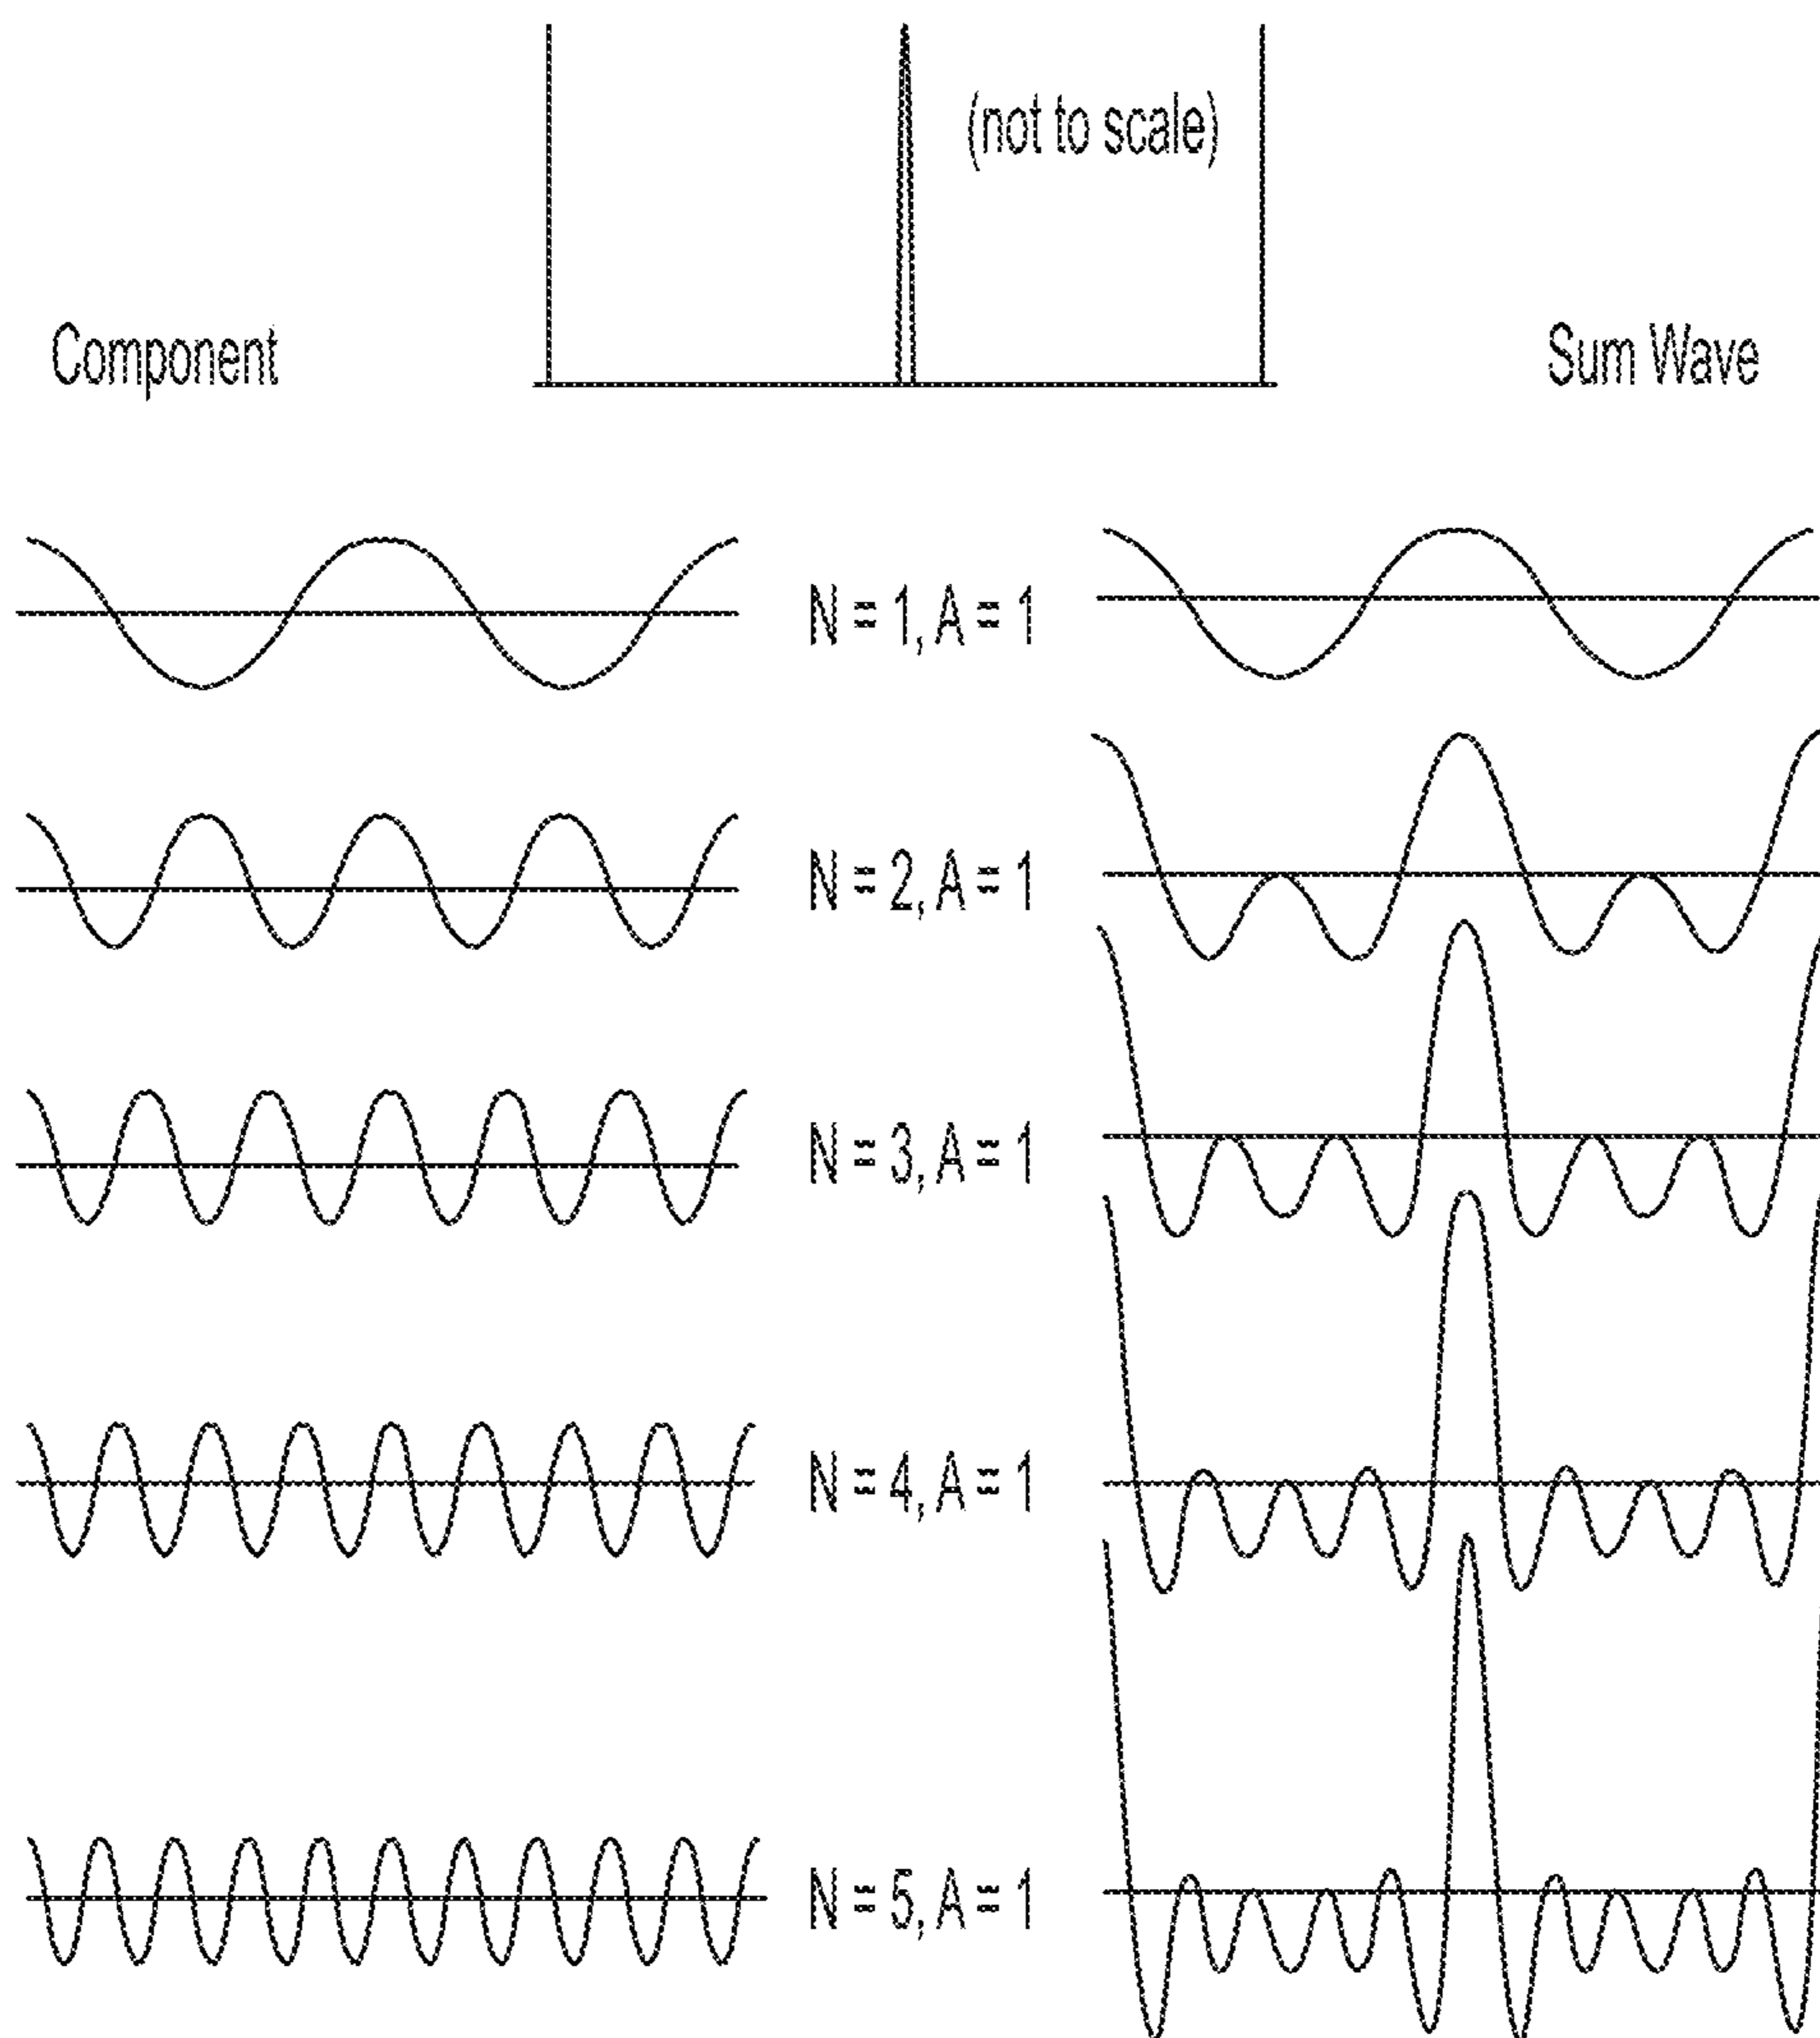 (not to scale)
Component
Sum Wave
N = 1, A = 1
N = 2, A = 1
N = 3, A = 1
N = 4, A = 1
N = 5, A = 1